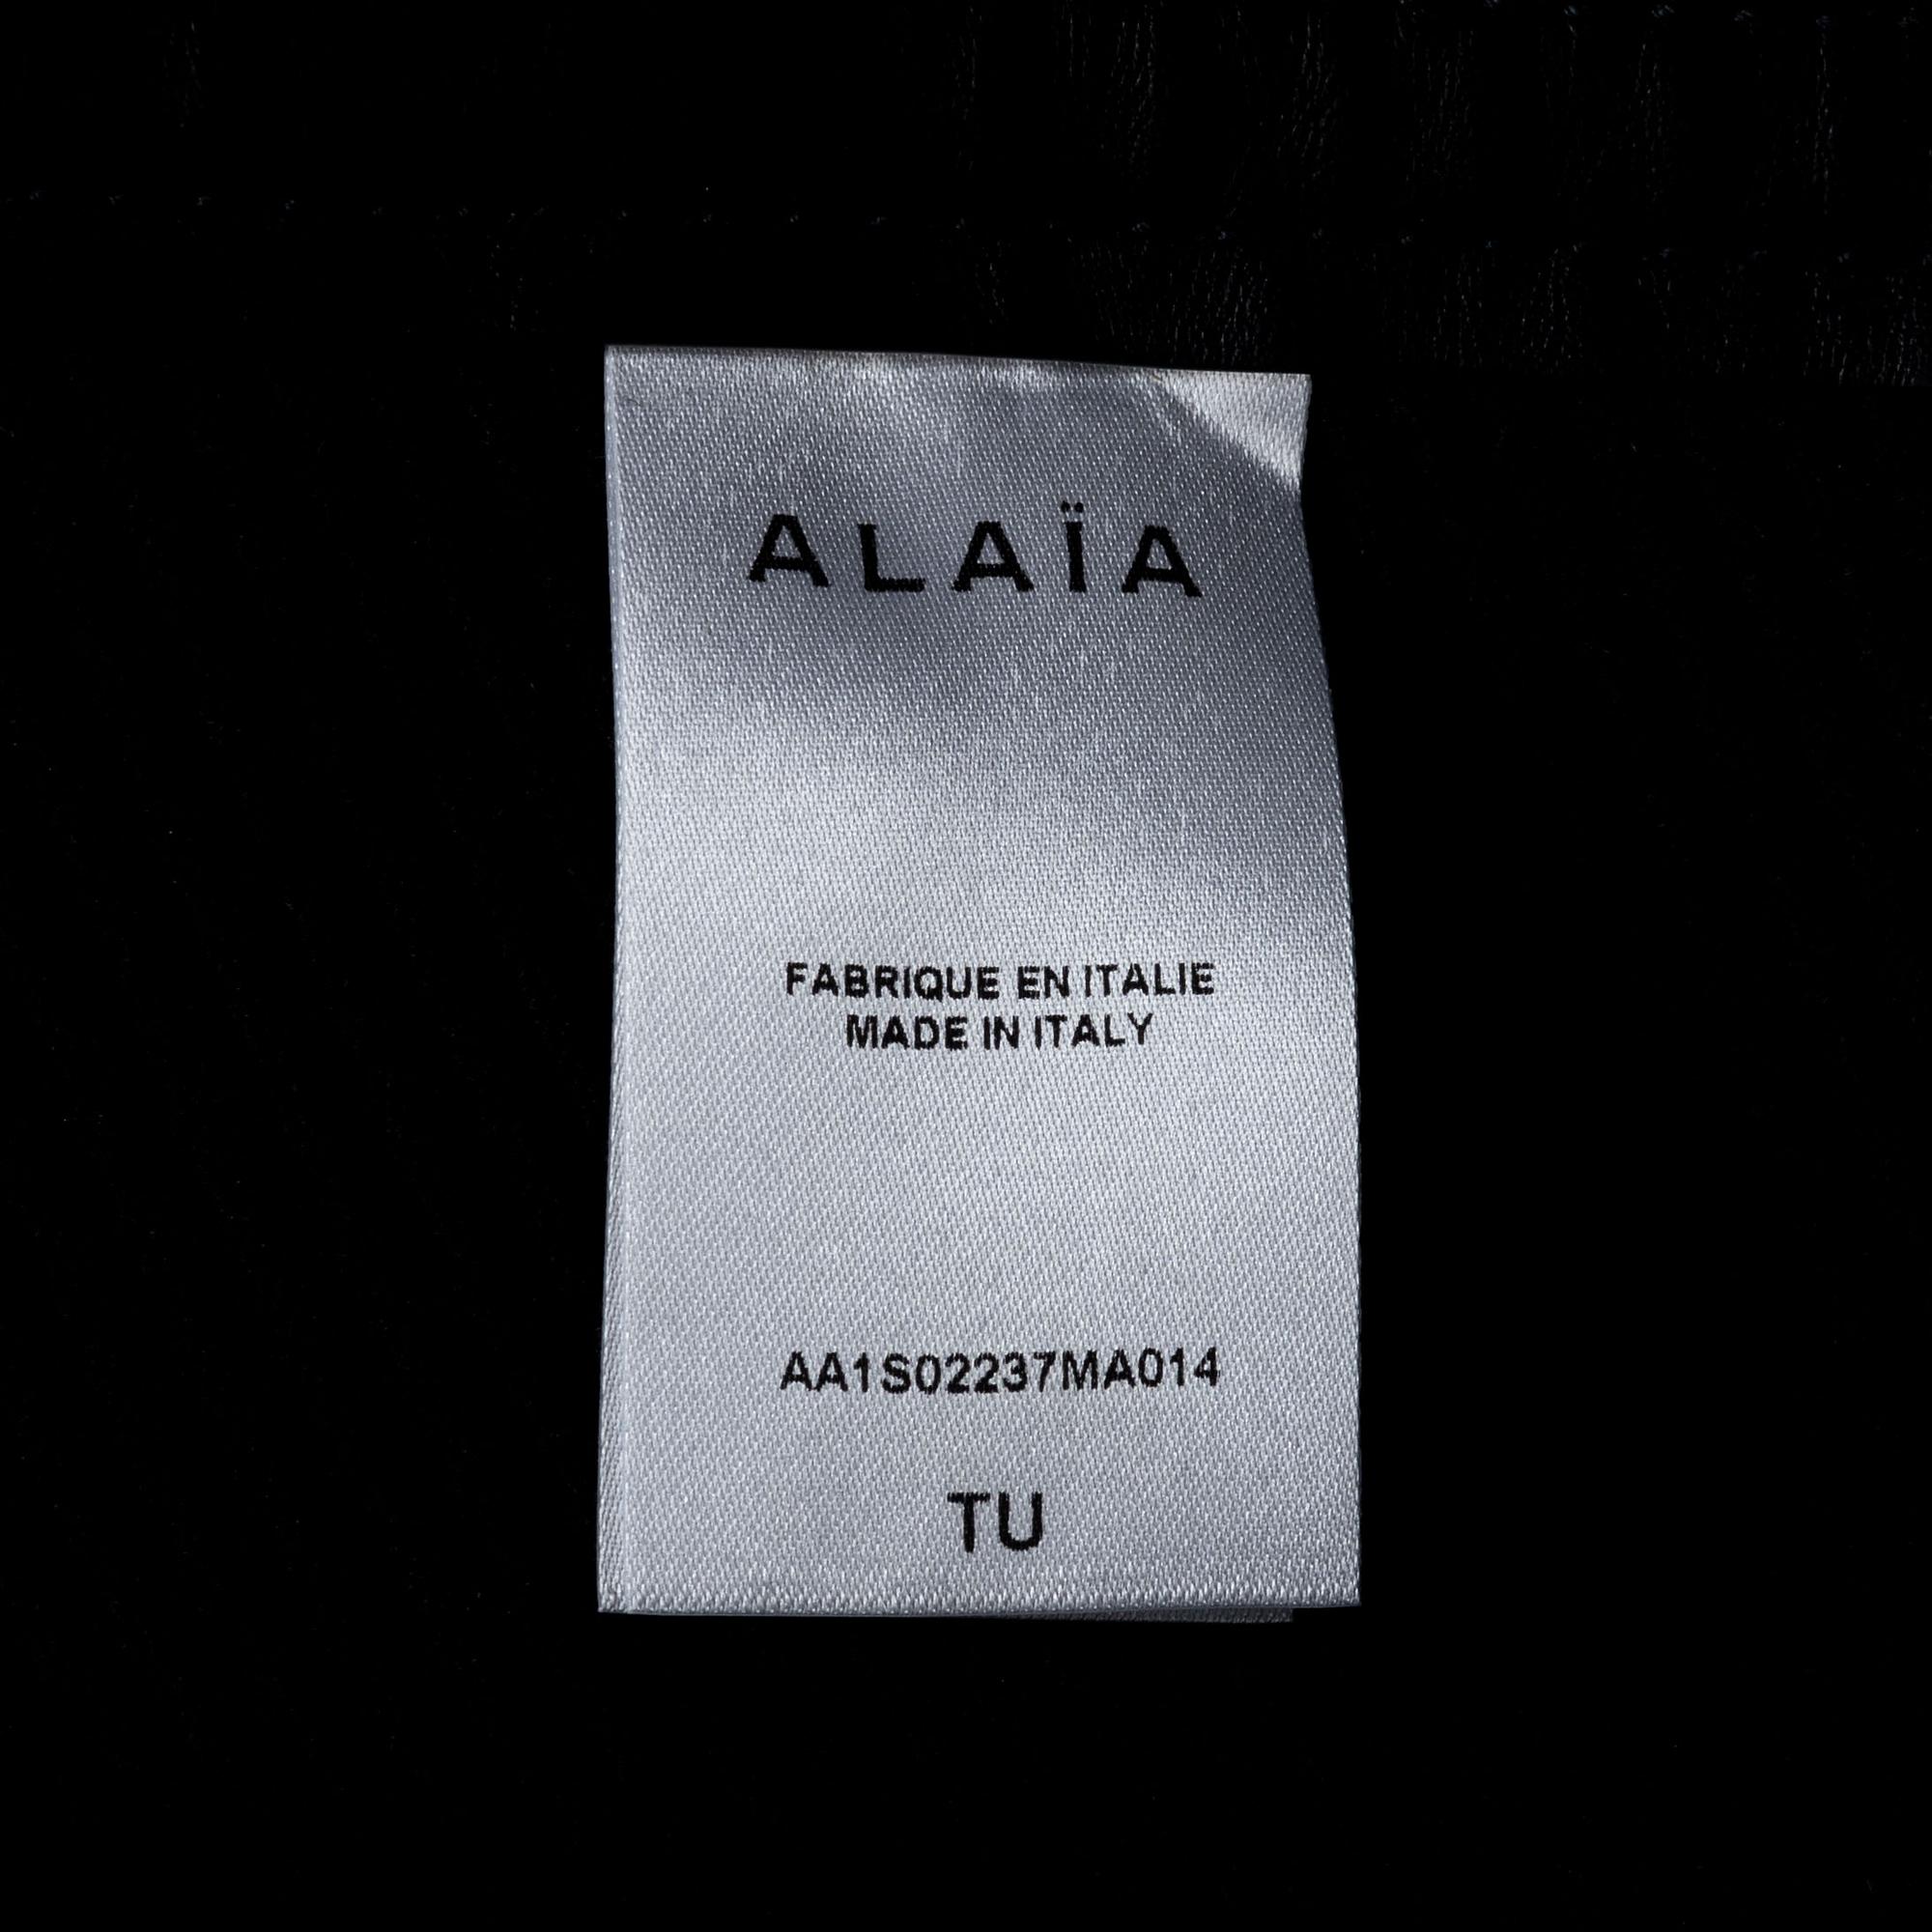 ALAÏA
FABRIQUE EN ITALIE
MADE IN ITALY
AA1S02237MA014
TU